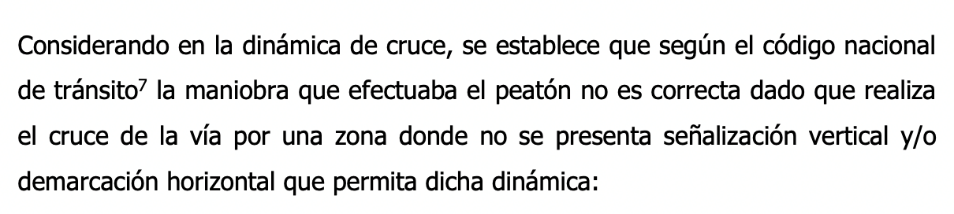 Considerando en la dinámica de cruce, se establece que según el código nacional
de tránsito⁷ la maniobra que efectuaba el peatón no es correcta dado que realiza
el cruce de la vía por una zona donde no se presenta señalización vertical y/o
demarcación horizontal que permita dicha dinámica: